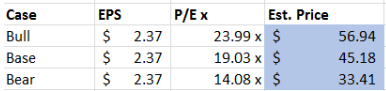 Case EPS P/E x Est. Price
Bull $ 2.37 23.99 x $ 56.94
Base $ 2.37 19.03 x $ 45.18
Bear $ 2.37 14.08 x $ 33.41